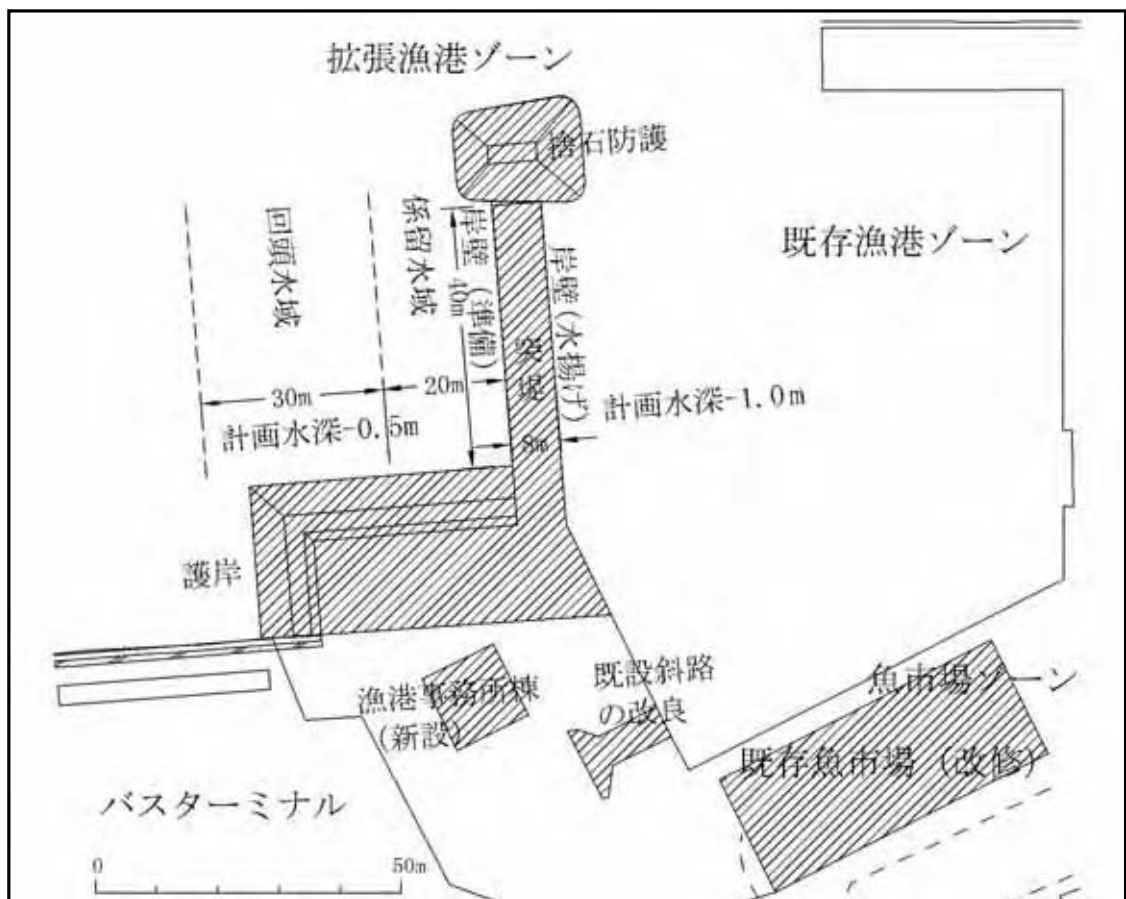 拡張漁港ゾーン
捨石防護
既存漁港ゾーン
回頭水域
係留水域
岸壁（準備）
40m
突堤
岸壁(水揚げ)
30m
20m
8m
計画水深-0.5m
計画水深-1.0m
護岸
漁港事務所棟
（新設）
既設斜路
の改良
魚市場ゾーン
既存魚市場（改修）
バスターミナル
0
50m